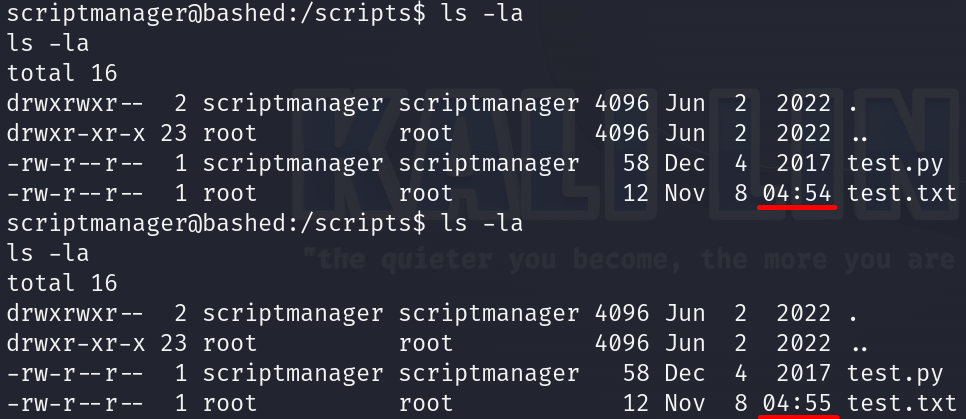 scriptmanager@bashed:/scripts$ ls -la
ls -la
total 16
drwxrwxr--  2 scriptmanager scriptmanager 4096 Jun  2  2022 .
drwxr-xr-x 23 root          root          4096 Jun  2  2022 ..
-rw-r--r--  1 scriptmanager scriptmanager   58 Dec  4  2017 test.py
-rw-r--r--  1 root          root            12 Nov  8 04:54 test.txt
scriptmanager@bashed:/scripts$ ls -la
ls -la
total 16
drwxrwxr--  2 scriptmanager scriptmanager 4096 Jun  2  2022 .
drwxr-xr-x 23 root          root          4096 Jun  2  2022 ..
-rw-r--r--  1 scriptmanager scriptmanager   58 Dec  4  2017 test.py
-rw-r--r--  1 root          root            12 Nov  8 04:55 test.txt
KALI LIN
"the quieter you become, the more you are